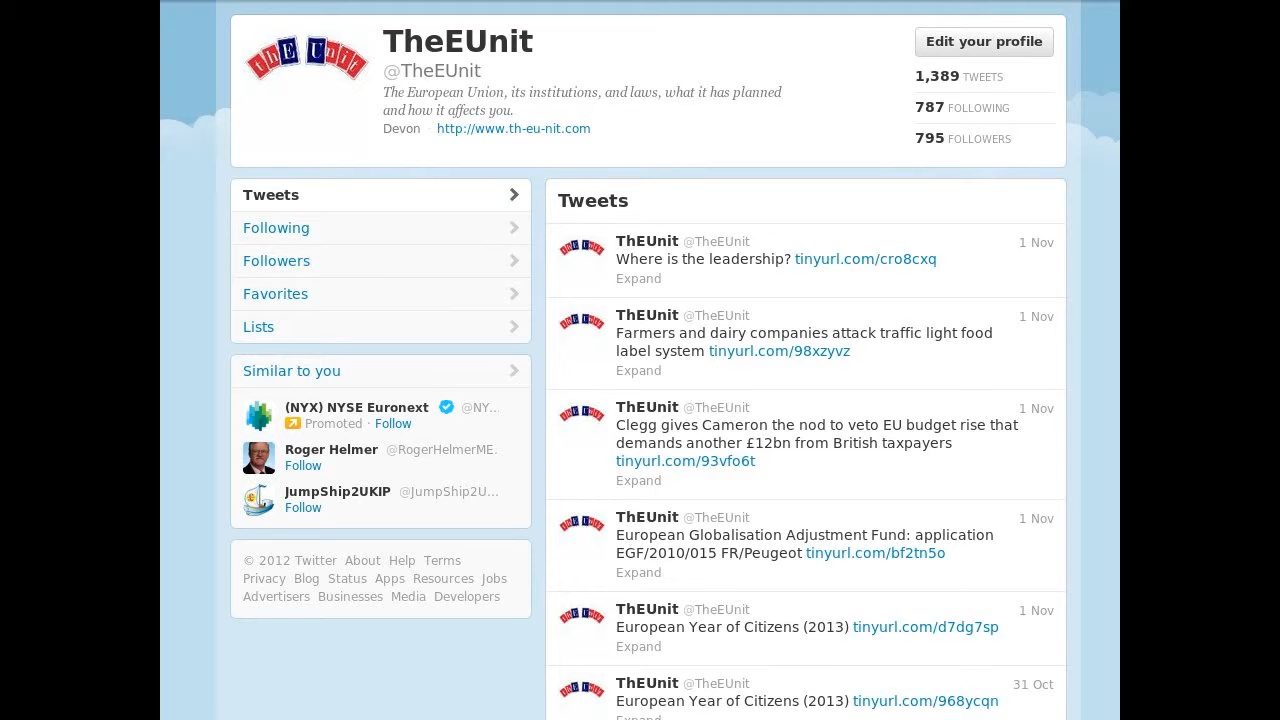 thEUnit
TheEUnit
@TheEUnit
The European Union, its institutions, and laws, what it has planned
and how it affects you.
Devon · http://www.th-eu-nit.com
Edit your profile
1,389 TWEETS
787 FOLLOWING
795 FOLLOWERS
Tweets
Following
Followers
Favorites
Lists
Similar to you
(NYX) NYSE Euronext @NY...
Promoted · Follow
Roger Helmer @RogerHelmerME.
Follow
JumpShip2UKIP @JumpShip2U...
Follow
© 2012 Twitter About Help Terms
Privacy Blog Status Apps Resources Jobs
Advertisers Businesses Media Developers
Tweets
ThEUnit @TheEUnit 1 Nov
Where is the leadership? tinyurl.com/cro8cxq
Expand
ThEUnit @TheEUnit 1 Nov
Farmers and dairy companies attack traffic light food
label system tinyurl.com/98xzyvz
Expand
ThEUnit @TheEUnit 1 Nov
Clegg gives Cameron the nod to veto EU budget rise that
demands another £12bn from British taxpayers
tinyurl.com/93vfo6t
Expand
ThEUnit @TheEUnit 1 Nov
European Globalisation Adjustment Fund: application
EGF/2010/015 FR/Peugeot tinyurl.com/bf2tn5o
Expand
ThEUnit @TheEUnit 1 Nov
European Year of Citizens (2013) tinyurl.com/d7dg7sp
Expand
ThEUnit @TheEUnit 31 Oct
European Year of Citizens (2013) tinyurl.com/968ycqn
Expand